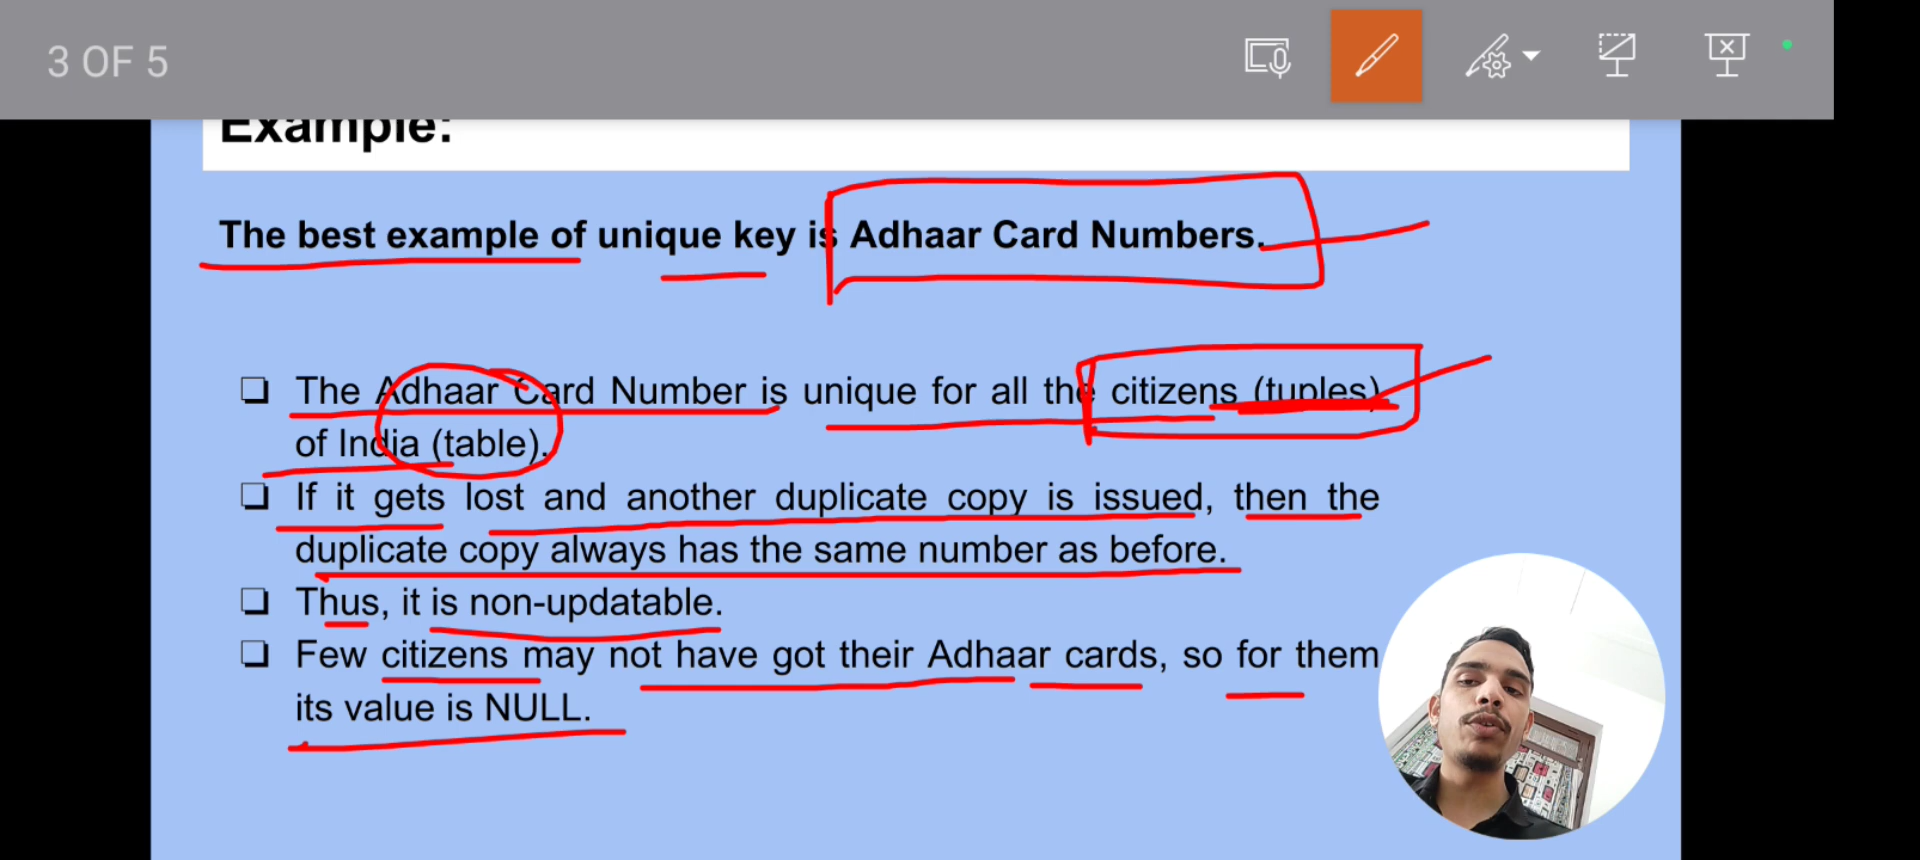 3 OF 5
Example:
The best example of unique key is Adhaar Card Numbers.
The Adhaar Card Number is unique for all the citizens (tuples)
of India (table).
If it gets lost and another duplicate copy is issued, then the
duplicate copy always has the same number as before.
Thus, it is non-updatable.
Few citizens may not have got their Adhaar cards, so for them
its value is NULL.